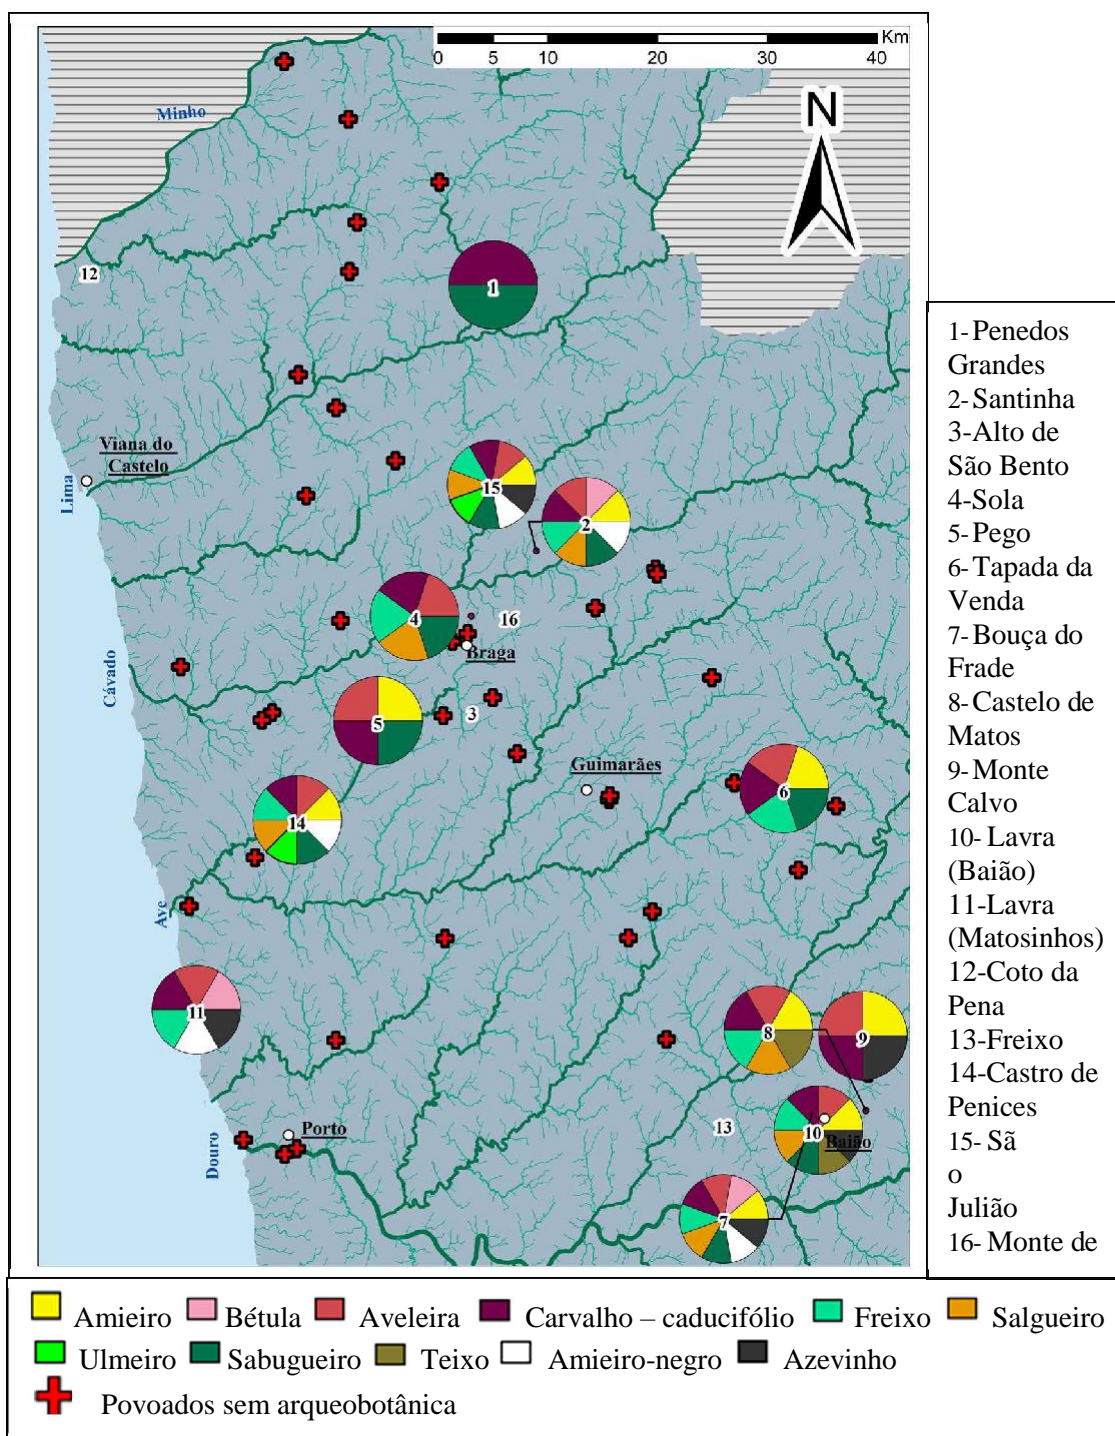 Km
0 5 10 20 30 40
N
Minho
12
1
Viana do
Castelo
Lima
15
2
4
16
Braga
Cávado
3
5
Guimarães
6
14
Ave
11
8
9
13
10
Baião
Porto
Douro
7
1-Penedos
Grandes
2-Santinha
3-Alto de
São Bento
4-Sola
5-Pego
6-Tapada da
Venda
7-Bouça do
Frade
8-Castelo de
Matos
9-Monte
Calvo
10- Lavra
(Baião)
11-Lavra
(Matosinhos)
12-Coto da
Pena
13-Freixo
14-Castro de
Penices
15- Sã
o
Julião
16- Monte de
Amieiro Bétula Aveleira Carvalho – caducifólio Freixo Salgueiro
Ulmeiro Sabugueiro Teixo Amieiro-negro Azevinho
Povoados sem arqueobotânica